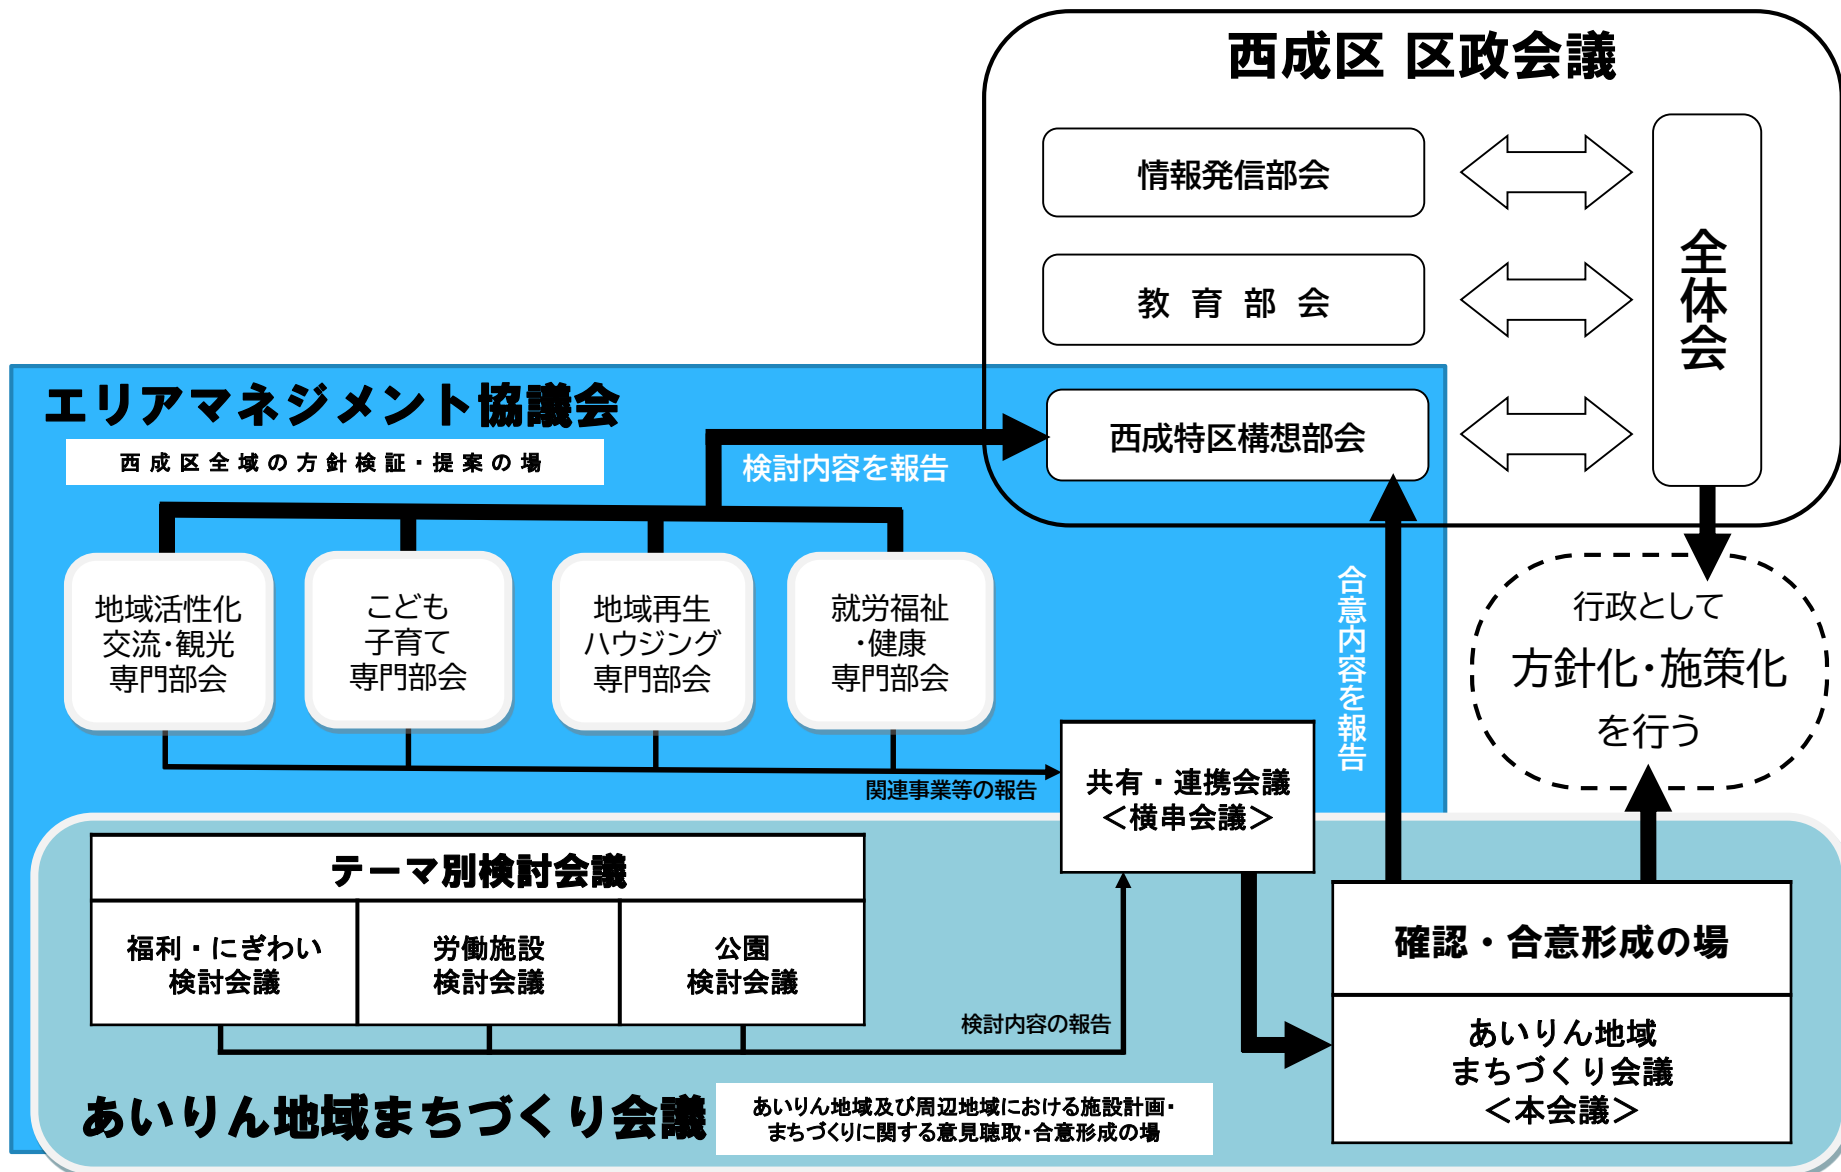 西成区 区政会議
情報発信部会
教育部会
西成特区構想部会
全体会
エリアマネジメント協議会
西成区全域の方針検証・提案の場
検討内容を報告
地域活性化
交流・観光
専門部会
こども
子育て
専門部会
地域再生
ハウジング
専門部会
就労福祉
・健康
専門部会
関連事業等の報告
合意内容を報告
行政として
方針化・施策化
を行う
共有・連携会議
＜横串会議＞
テーマ別検討会議
福利・にぎわい
検討会議
労働施設
検討会議
公園
検討会議
検討内容の報告
確認・合意形成の場
あいりん地域
まちづくり会議
＜本会議＞
あいりん地域まちづくり会議
あいりん地域及び周辺地域における施設計画・
まちづくりに関する意見聴取・合意形成の場